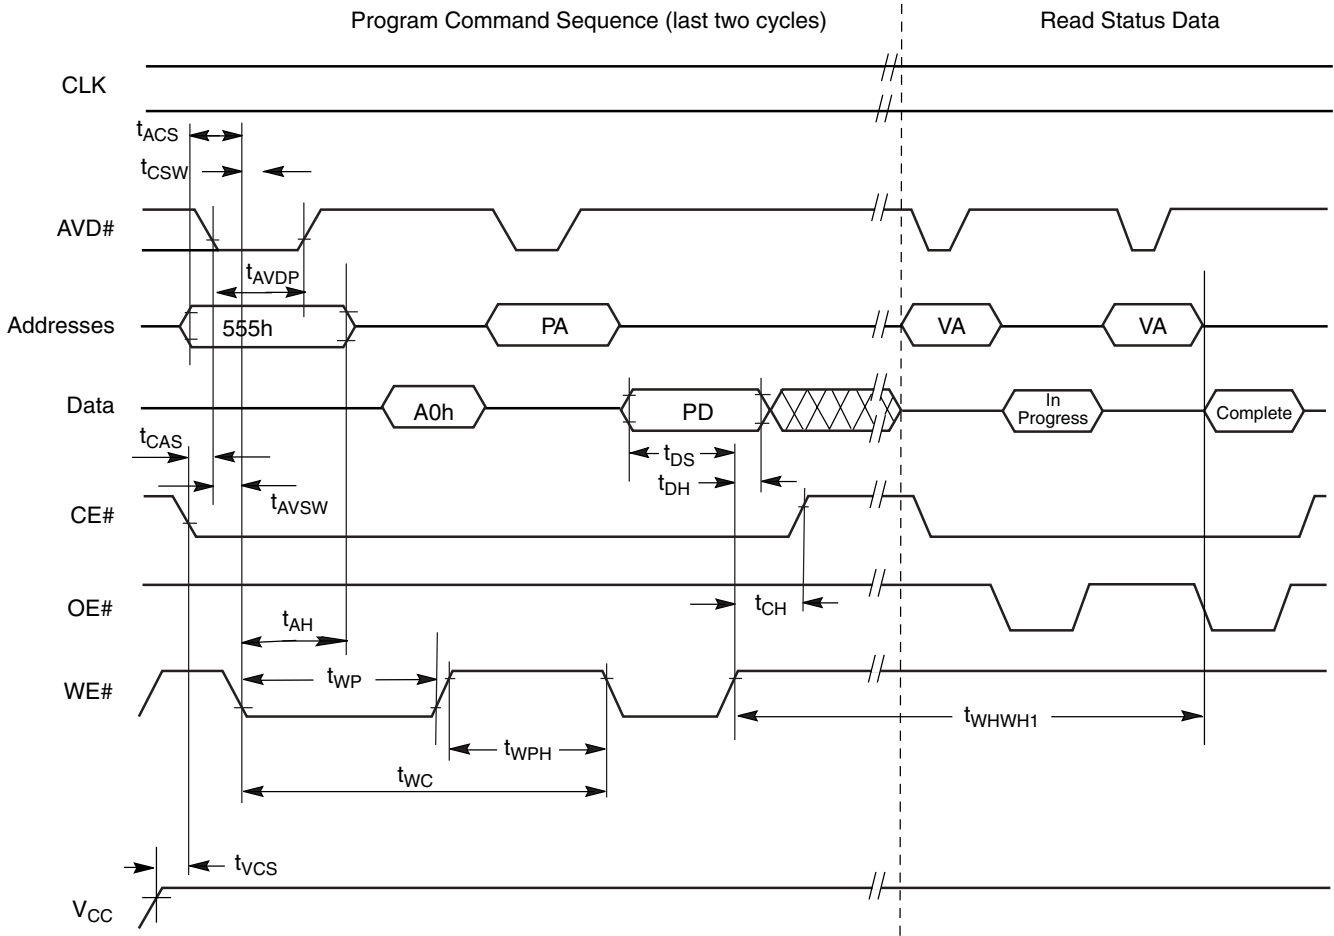 Program Command Sequence (last two cycles)
Read Status Data
CLK
tACS
tCSW
AVD#
tAVDP
Addresses
555h
PA
VA
VA
Data
A0h
PD
In
Progress
Complete
tCAS
tDS
tDH
tAVSW
CE#
OE#
tCH
tAH
tWP
WE#
tWHWH1
tWPH
tWC
tVCS
VCC